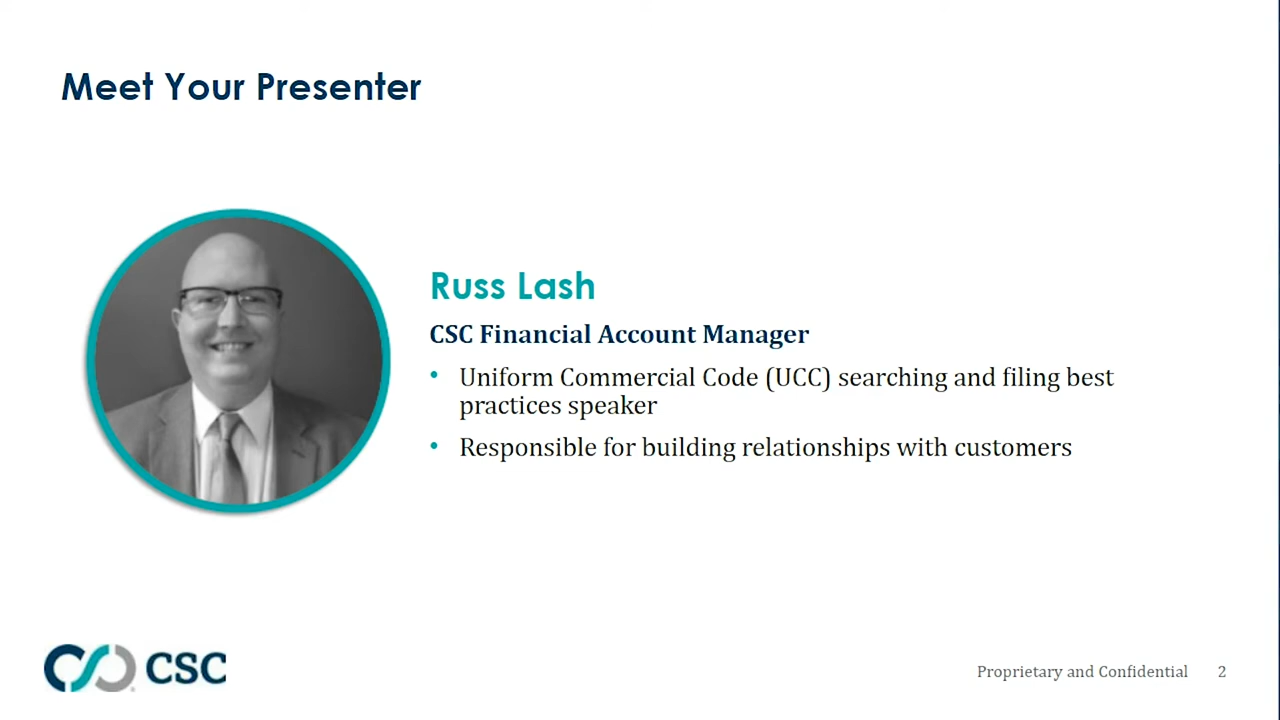 Meet Your Presenter
Russ Lash
CSC Financial Account Manager
• Uniform Commercial Code (UCC) searching and filing best
practices speaker
• Responsible for building relationships with customers
CSC
Proprietary and Confidential 2